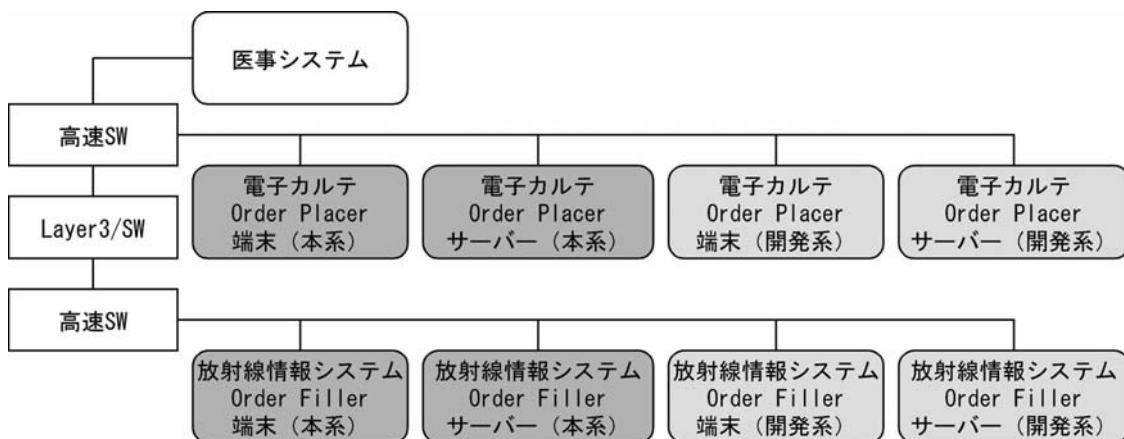 医事システム
高速SW
電子カルテ
Order Placer
端末（本系）
電子カルテ
Order Placer
サーバー（本系）
電子カルテ
Order Placer
端末（開発系）
電子カルテ
Order Placer
サーバー（開発系）
Layer3/SW
高速SW
放射線情報システム
Order Filler
端末（本系）
放射線情報システム
Order Filler
サーバー（本系）
放射線情報システム
Order Filler
端末（開発系）
放射線情報システム
Order Filler
サーバー（開発系）